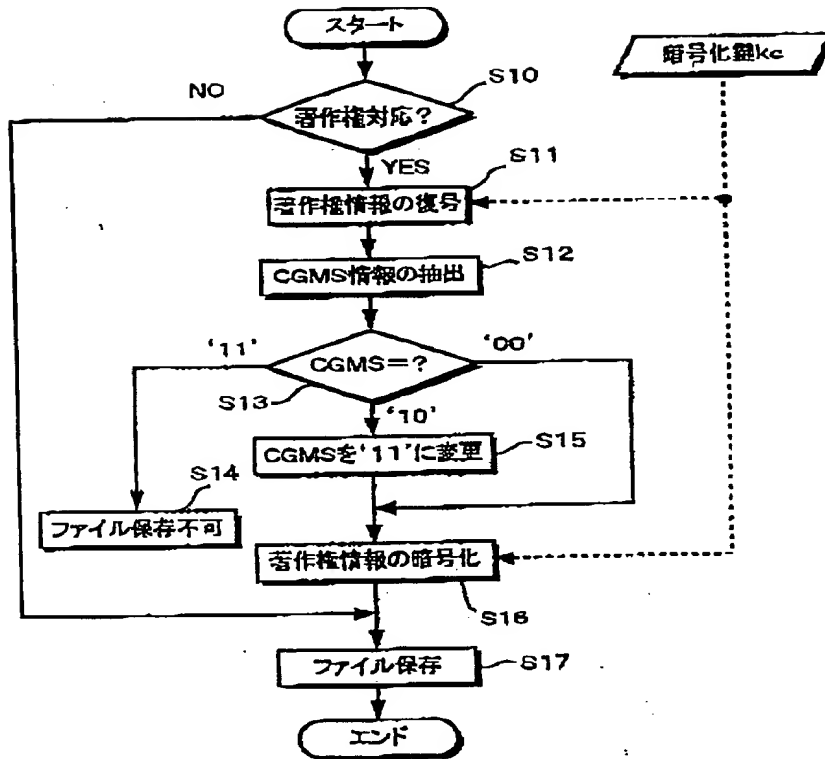 スタート
暗号化鍵kc
NO
S10
著作権対応?
YES
S11
著作権情報の復号
S12
CGMS情報の抽出
'11'
'00'
CGMS=?
S13
'10'
S15
CGMSを'11'に変更
S14
ファイル保存不可
著作権情報の暗号化
S16
ファイル保存
S17
エンド